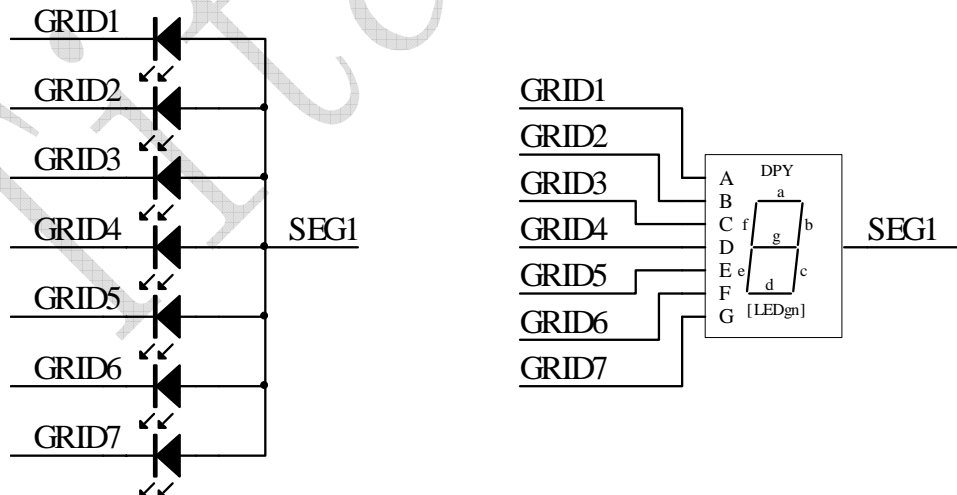 GRID1
GRID2
GRID3
GRID4
GRID5
GRID6
GRID7
SEG1
GRID1
GRID2
GRID3
GRID4
GRID5
GRID6
GRID7
A
B
C
D
E
F
G
DPY
a
f
b
g
e
c
d
[LEDgn]
SEG1